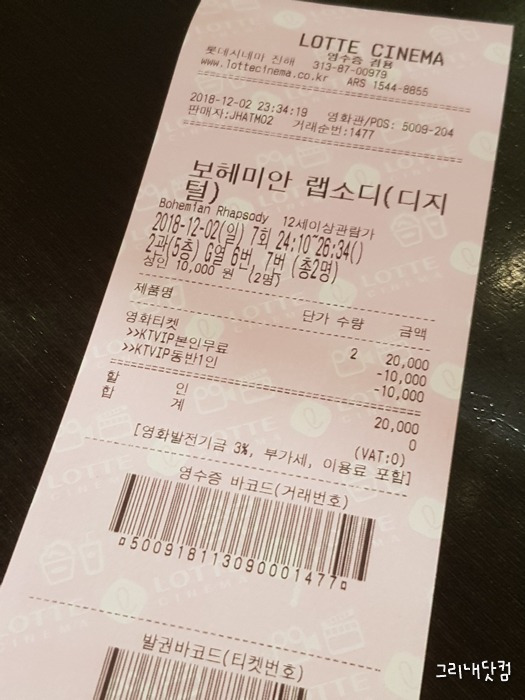 LOTTE CINEMA
영수증 겸용
롯데시네마 진해 313-87-00979
www.lottecinema.co.kr ARS 1544-8855
2018-12-02 23:34:19 영화관/POS: 5009-204
판매자:JHATM02 거래순번:1477
보헤미안 랩소디(디지
털)
Bohemian Rhapsody 12세이상관람가
2018-12-02(일) 7회 24:10~26:34()
2관(5층) G열 6번, 7번 (총2명)
성인 10,000 원 (2명)
제품명 단가 수량 금액
영화티켓 2 20,000
>>KTVIP본인무료 -10,000
>>KTVIP동반1인 -10,000
할 인 20,000
합 계 0
(VAT:0)
[영화발전기금 3%, 부가세, 이용료 포함]
영수증 바코드(거래번호)
¤500918113090001477¤
발권바코드(티켓번호)
그리내닷컴